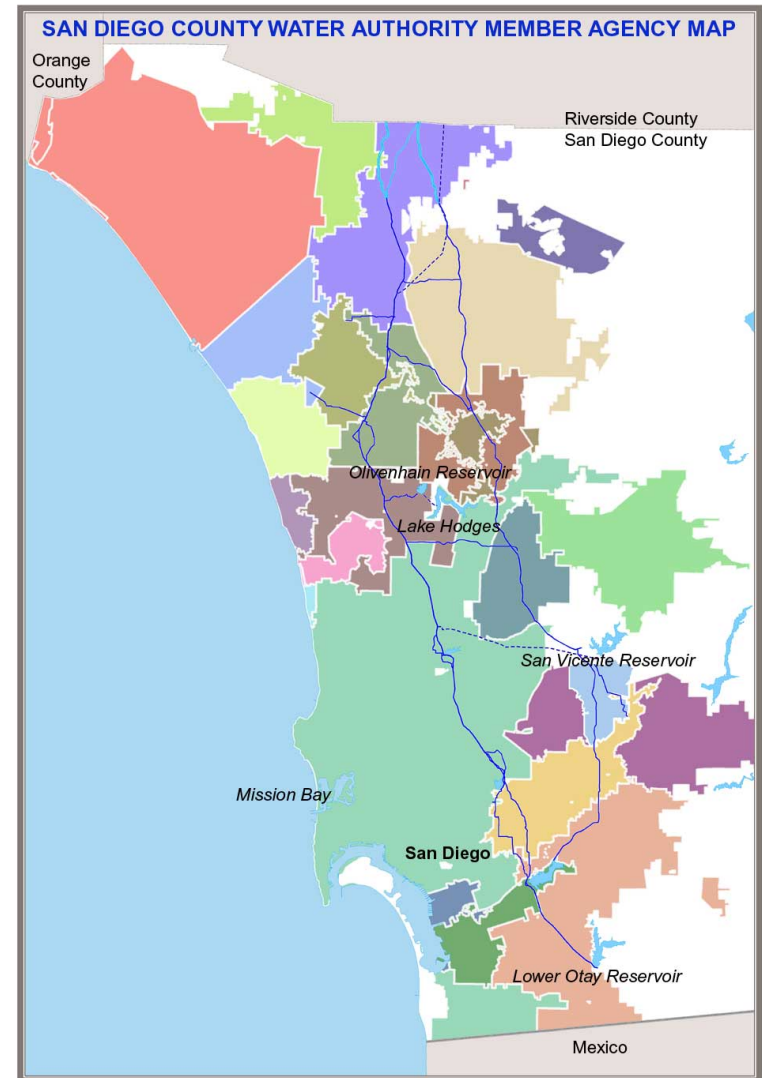 SAN DIEGO COUNTY WATER AUTHORITY MEMBER AGENCY MAP
Orange
County
Riverside County
San Diego County
Olivenhain Reservoir
Lake Hodges
San Vicente Reservoir
Mission Bay
San Diego
Lower Otay Reservoir
Mexico